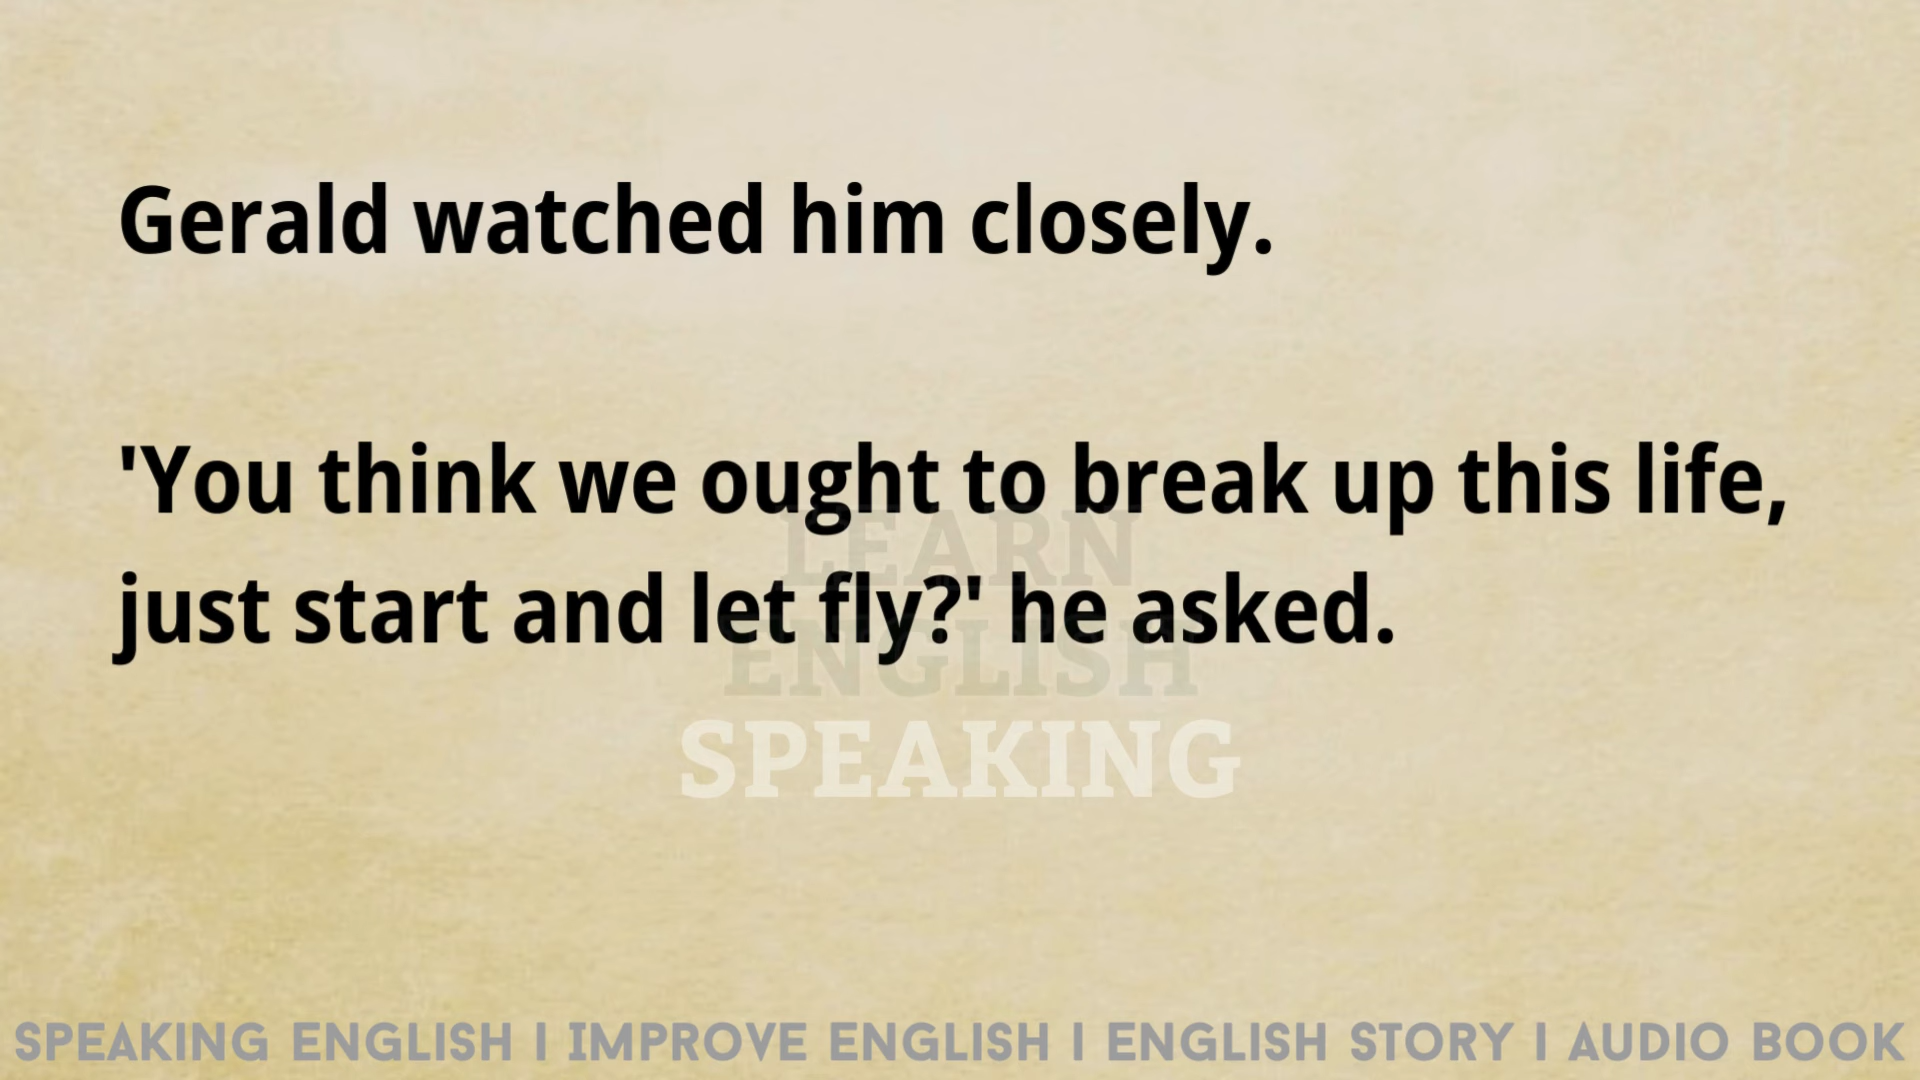 Gerald watched him closely.
'You think we ought to break up this life,
just start and let fly?' he asked.
LEARN
ENGLISH
SPEAKING
SPEAKING ENGLISH I IMPROVE ENGLISH I ENGLISH STORY I AUDIO BOOK